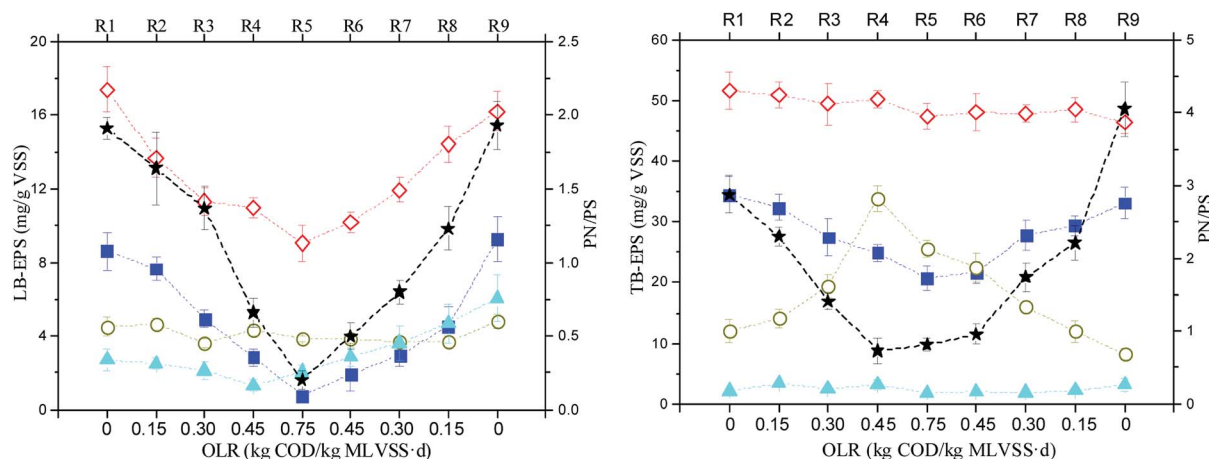 R1 R2 R3 R4 R5 R6 R7 R8 R9
20
16
12
8
4
0
LB-EPS (mg/g VSS)
2.5
2.0
1.5
1.0
0.5
0.0
PN/PS
0 0.15 0.30 0.45 0.75 0.45 0.30 0.15 0
OLR (kg COD/kg MLVSS·d)
R1 R2 R3 R4 R5 R6 R7 R8 R9
60
50
40
30
20
10
0
TB-EPS (mg/g VSS)
5
4
3
2
1
0
PN/PS
0 0.15 0.30 0.45 0.75 0.45 0.30 0.15 0
OLR (kg COD/kg MLVSS·d)